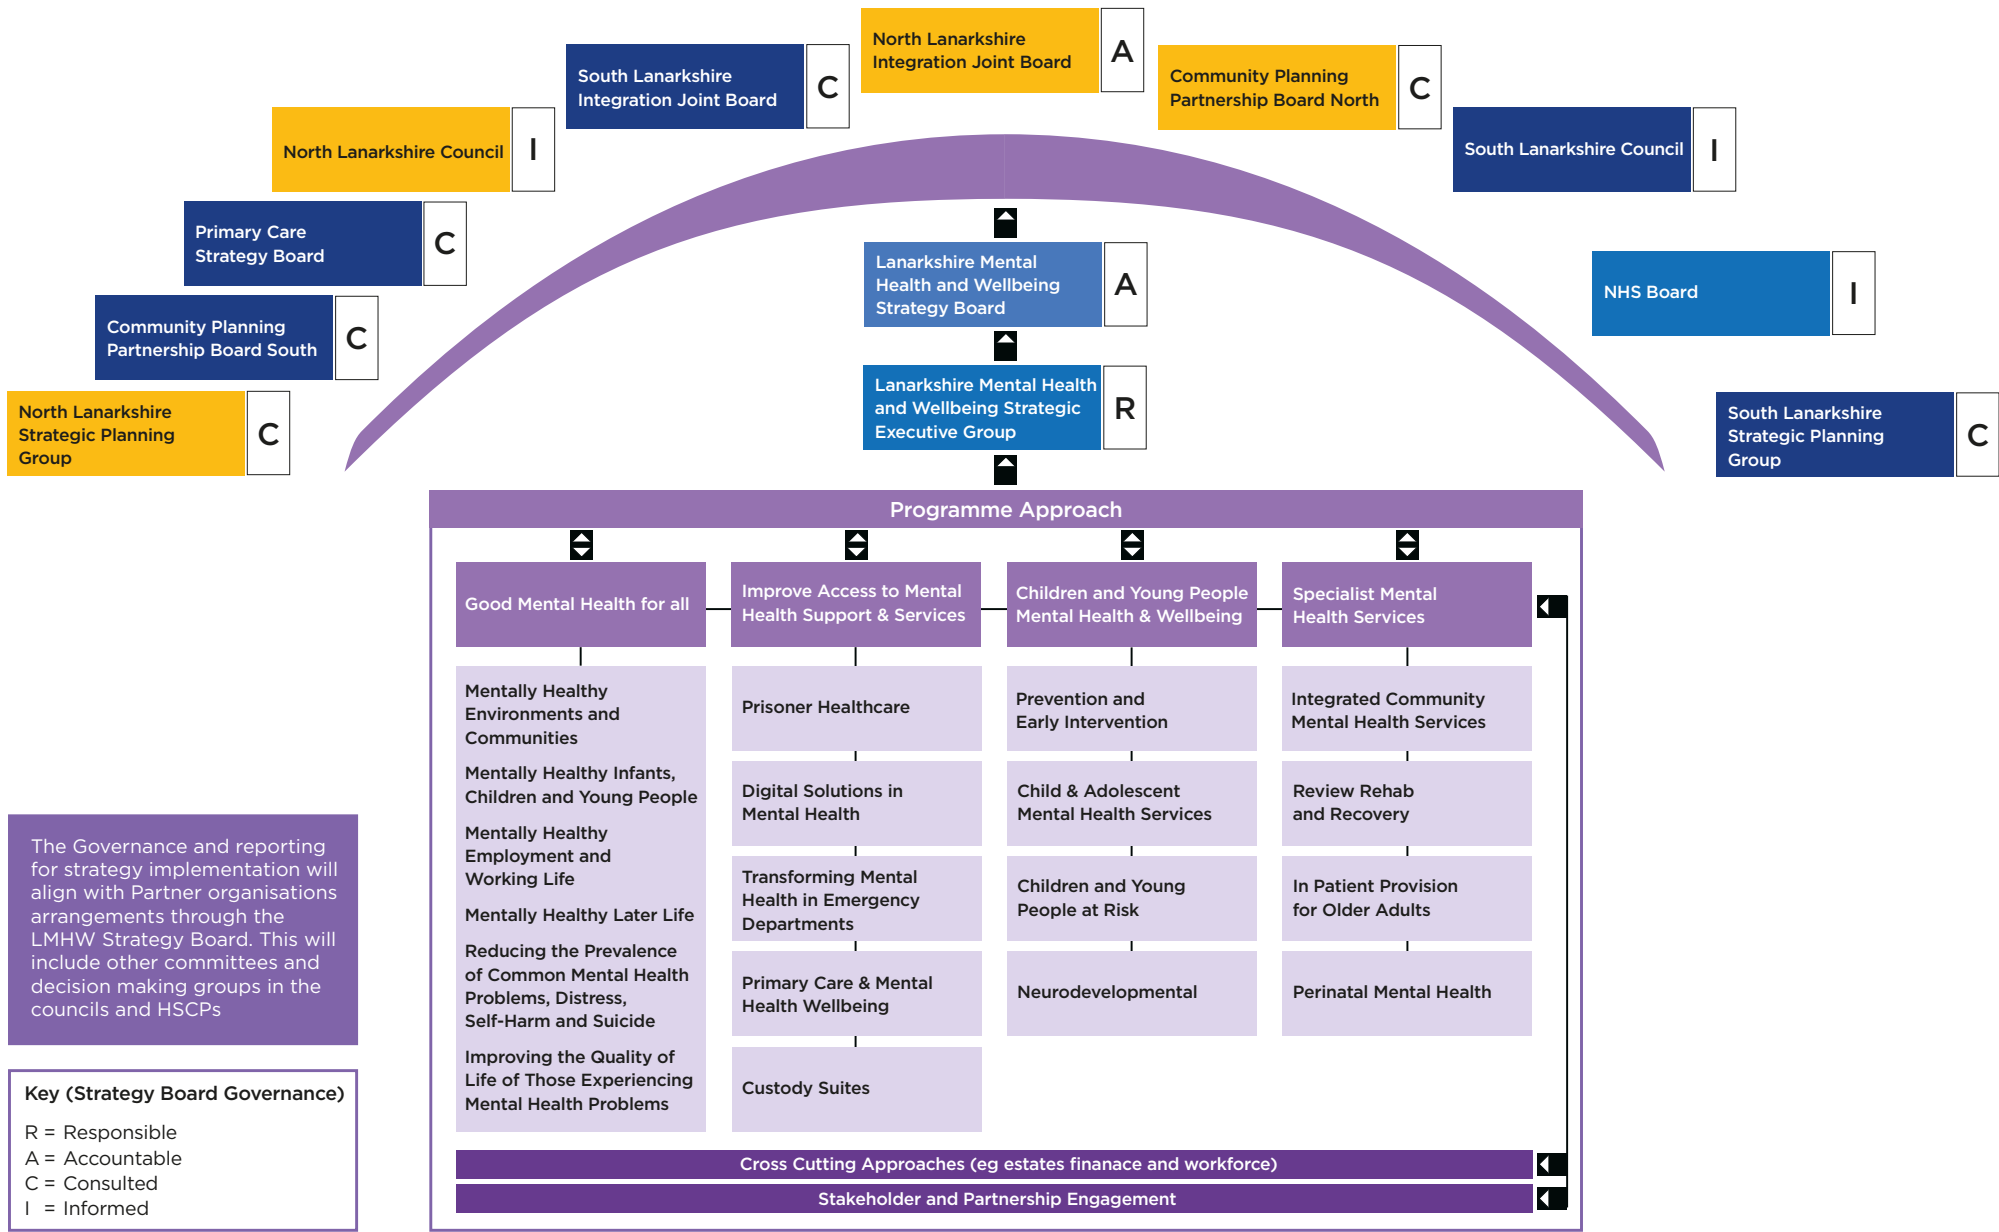 North Lanarkshire
Integration Joint Board
A
South Lanarkshire
Integration Joint Board
C
Community Planning
Partnership Board North
C
North Lanarkshire Council
I
South Lanarkshire Council
I
Primary Care
Strategy Board
C
Lanarkshire Mental
Health and Wellbeing
Strategy Board
A
NHS Board
I
Community Planning
Partnership Board South
C
Lanarkshire Mental Health
and Wellbeing Strategic
Executive Group
R
North Lanarkshire
Strategic Planning
Group
C
South Lanarkshire
Strategic Planning
Group
C
Programme Approach
Good Mental Health for all
Mentally Healthy
Environments and
Communities
Mentally Healthy Infants,
Children and Young People
Mentally Healthy
Employment and
Working Life
Mentally Healthy Later Life
Reducing the Prevalence
of Common Mental Health
Problems, Distress,
Self-Harm and Suicide
Improving the Quality of
Life of Those Experiencing
Mental Health Problems
Improve Access to Mental
Health Support & Services
Prisoner Healthcare
Digital Solutions in
Mental Health
Transforming Mental
Health in Emergency
Departments
Primary Care & Mental
Health Wellbeing
Custody Suites
Children and Young People
Mental Health & Wellbeing
Prevention and
Early Intervention
Child & Adolescent
Mental Health Services
Children and Young
People at Risk
Neurodevelopmental
Specialist Mental
Health Services
Integrated Community
Mental Health Services
Review Rehab
and Recovery
In Patient Provision
for Older Adults
Perinatal Mental Health
Cross Cutting Approaches (eg estates finanace and workforce)
Stakeholder and Partnership Engagement
The Governance and reporting
for strategy implementation will
align with Partner organisations
arrangements through the
LMHW Strategy Board. This will
include other committees and
decision making groups in the
councils and HSCPs
Key (Strategy Board Governance)
R = Responsible
A = Accountable
C = Consulted
I = Informed